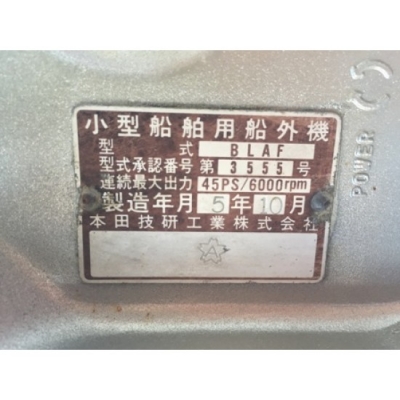 小型船舶用船外機
型式 BLAF
型式承認番号 第 3555 号
連続最大出力 45PS/6000rpm
製造年月 5年10月
本田技研工業株式会社
A
POWER